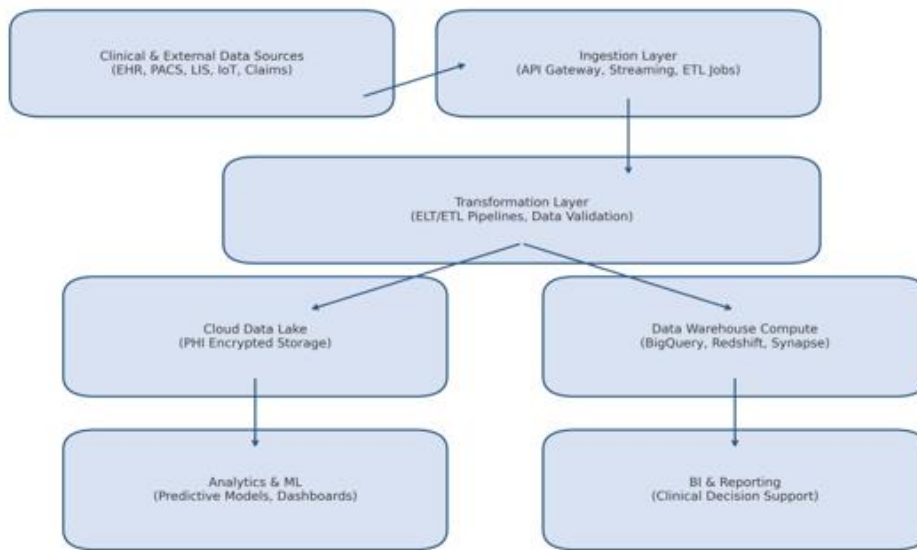 Clinical & External Data Sources
(EHR, PACS, LIS, IoT, Claims)
Ingestion Layer
(API Gateway, Streaming, ETL Jobs)
Transformation Layer
(ELT/ETL Pipelines, Data Validation)
Cloud Data Lake
(PHI Encrypted Storage)
Data Warehouse Compute
(BigQuery, Redshift, Synapse)
Analytics & ML
(Predictive Models, Dashboards)
BI & Reporting
(Clinical Decision Support)